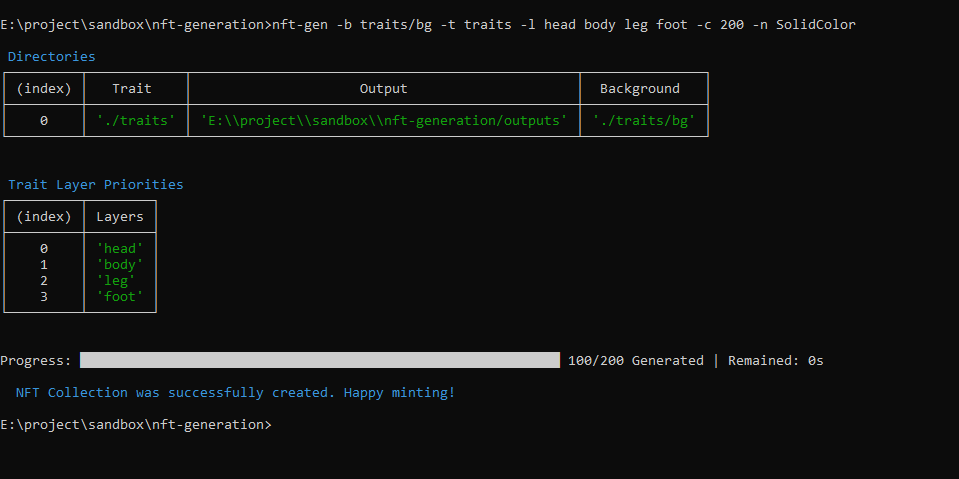 E:\project\sandbox\nft-generation>nft-gen -b traits/bg -t traits -l head body leg foot -c 200 -n SolidColor
Directories
(index) Trait Output Background
0 './traits' 'E:\\project\\sandbox\\nft-generation/outputs' './traits/bg'
Trait Layer Priorities
(index) Layers
0 'head'
1 'body'
2 'leg'
3 'foot'
Progress: 100/200 Generated | Remained: 0s
NFT Collection was successfully created. Happy minting!
E:\project\sandbox\nft-generation>